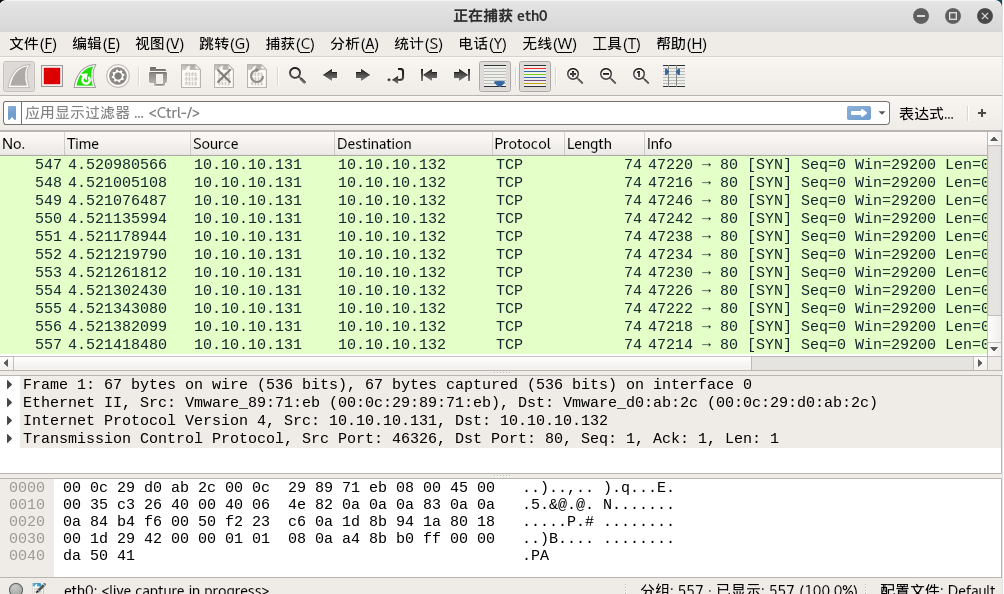 正在捕获 eth0
文件(F) 编辑(E) 视图(V) 跳转(G) 捕获(C) 分析(A) 统计(S) 电话(Y) 无线(W) 工具(T) 帮助(H)
应用显示过滤器 ... <Ctrl-/> 表达式... +
No. Time Source Destination Protocol Length Info
547 4.520980566 10.10.10.131 10.10.10.132 TCP 74 47220 → 80 [SYN] Seq=0 Win=29200 Len=0
548 4.521005108 10.10.10.131 10.10.10.132 TCP 74 47216 → 80 [SYN] Seq=0 Win=29200 Len=0
549 4.521076487 10.10.10.131 10.10.10.132 TCP 74 47246 → 80 [SYN] Seq=0 Win=29200 Len=0
550 4.521135994 10.10.10.131 10.10.10.132 TCP 74 47242 → 80 [SYN] Seq=0 Win=29200 Len=0
551 4.521178944 10.10.10.131 10.10.10.132 TCP 74 47238 → 80 [SYN] Seq=0 Win=29200 Len=0
552 4.521219790 10.10.10.131 10.10.10.132 TCP 74 47234 → 80 [SYN] Seq=0 Win=29200 Len=0
553 4.521261812 10.10.10.131 10.10.10.132 TCP 74 47230 → 80 [SYN] Seq=0 Win=29200 Len=0
554 4.521302430 10.10.10.131 10.10.10.132 TCP 74 47226 → 80 [SYN] Seq=0 Win=29200 Len=0
555 4.521343080 10.10.10.131 10.10.10.132 TCP 74 47222 → 80 [SYN] Seq=0 Win=29200 Len=0
556 4.521382099 10.10.10.131 10.10.10.132 TCP 74 47218 → 80 [SYN] Seq=0 Win=29200 Len=0
557 4.521418480 10.10.10.131 10.10.10.132 TCP 74 47214 → 80 [SYN] Seq=0 Win=29200 Len=0
Frame 1: 67 bytes on wire (536 bits), 67 bytes captured (536 bits) on interface 0
Ethernet II, Src: Vmware_89:71:eb (00:0c:29:89:71:eb), Dst: Vmware_d0:ab:2c (00:0c:29:d0:ab:2c)
Internet Protocol Version 4, Src: 10.10.10.131, Dst: 10.10.10.132
Transmission Control Protocol, Src Port: 46326, Dst Port: 80, Seq: 1, Ack: 1, Len: 1
0000 00 0c 29 d0 ab 2c 00 0c 29 89 71 eb 08 00 45 00 ..)..,.. ).q...E.
0010 00 35 c3 26 40 00 40 06 4e 82 0a 0a 0a 83 0a 0a .5.&@.@. N.......
0020 0a 84 b4 f6 00 50 f2 23 c6 0a 1d 8b 94 1a 80 18 .....P.# ........
0030 00 1d 29 42 00 00 01 01 08 0a a4 8b b0 ff 00 00 ..)B.... ........
0040 da 50 41 .PA
eth0: <live capture in progress> 分组: 557 · 已显示: 557 (100.0%) 配置文件: Default